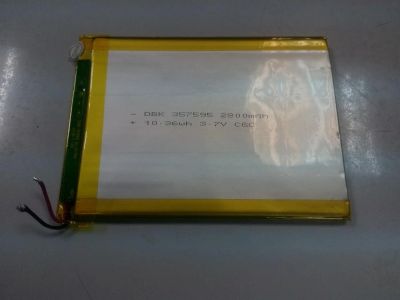 - DBK 357595 2800mAh
+ 10.36Wh 3.7V C6C